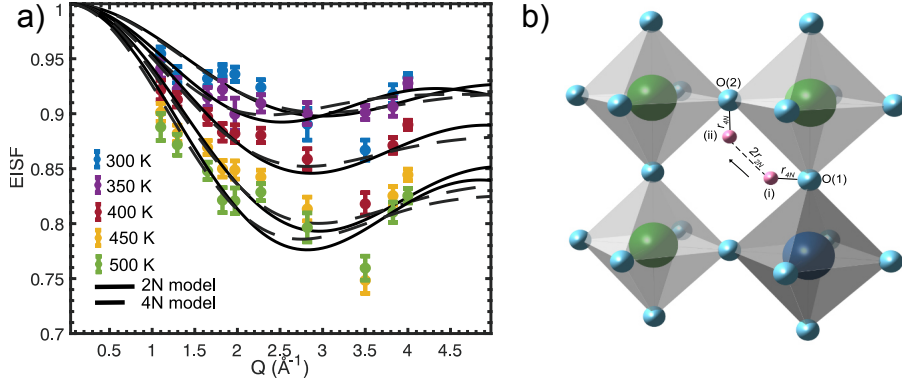 a)
b)
1
0.95
0.9
0.85
0.8
0.75
0.7
EISF
300 K
350 K
400 K
450 K
500 K
2N model
4N model
0.5
1
1.5
2
2.5
3
3.5
4
4.5
Q (Å⁻¹)
O(2)
r4N
(ii)
2r2N
r4N
O(1)
(i)